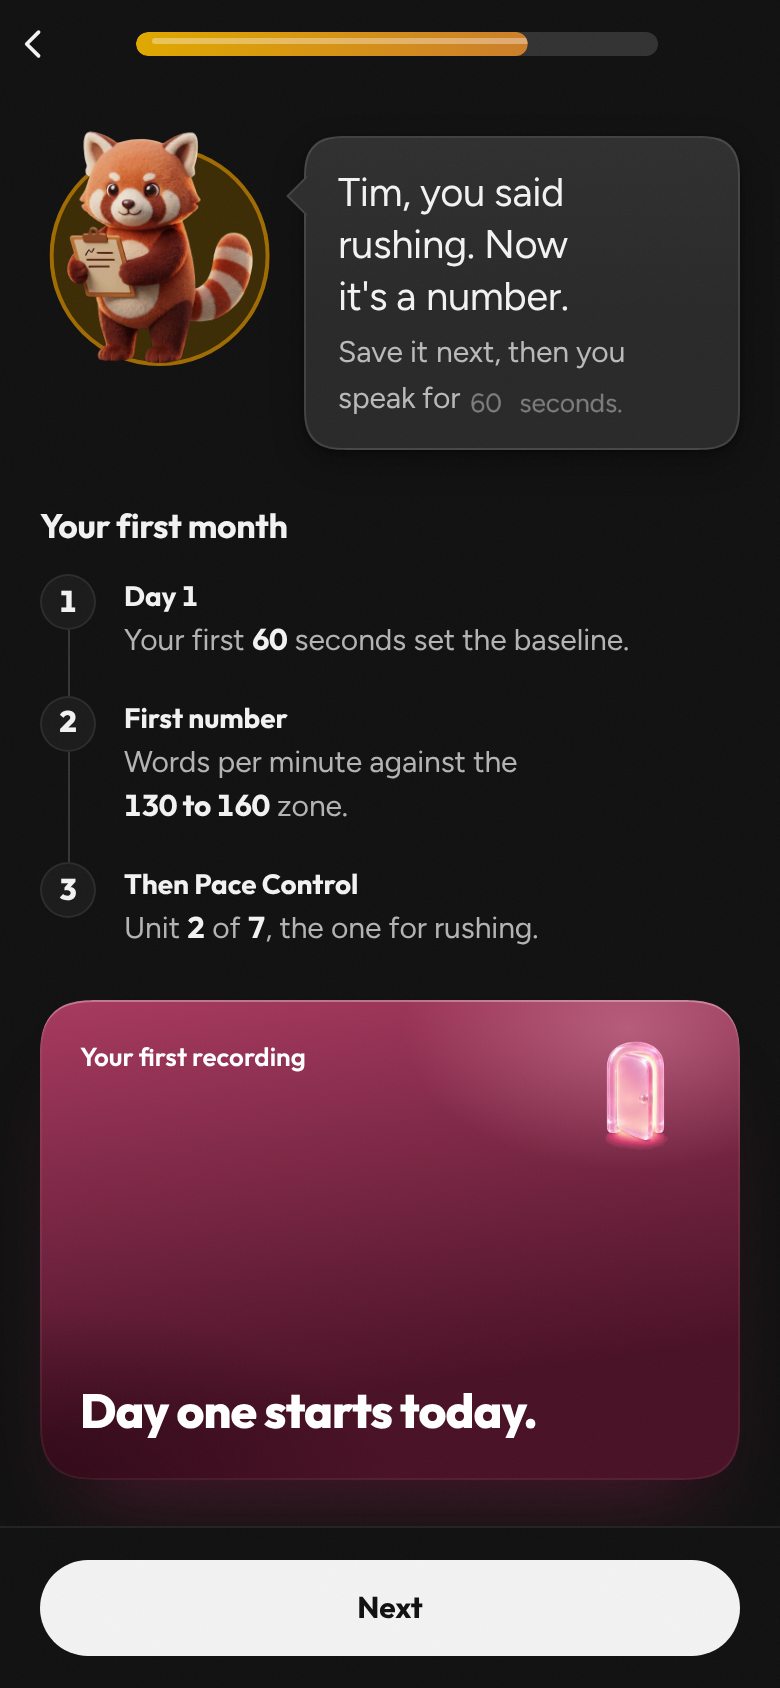 Tim, you said
rushing. Now
it's a number.
Save it next, then you
speak for 60 seconds.
Your first month
1
Day 1
Your first 60 seconds set the baseline.
2
First number
Words per minute against the
130 to 160 zone.
3
Then Pace Control
Unit 2 of 7, the one for rushing.
Your first recording
Day one starts today.
Next